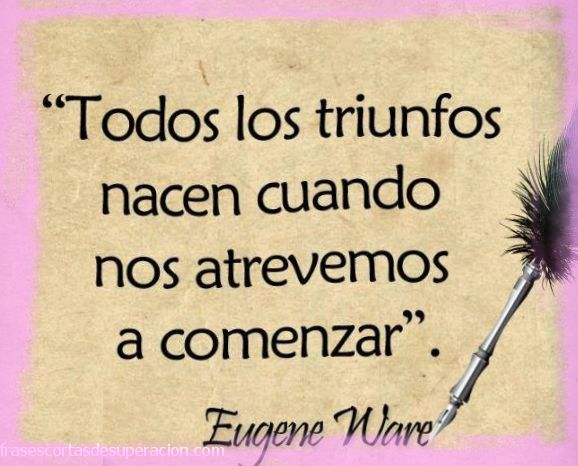 “Todos los triunfos
nacen cuando
nos atrevemos
a comenzar”.
Eugene Ware
frasescortasdesuperacion.com